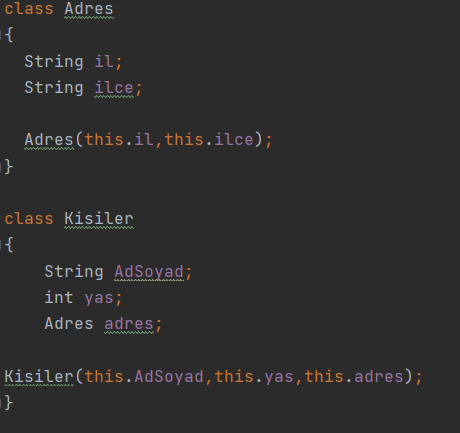 class Adres
{
String il;
String ilce;
Adres(this.il,this.ilce);
}
class Kisiler
{
String AdSoyad;
int yas;
Adres adres;
Kisiler(this.AdSoyad,this.yas,this.adres);
}